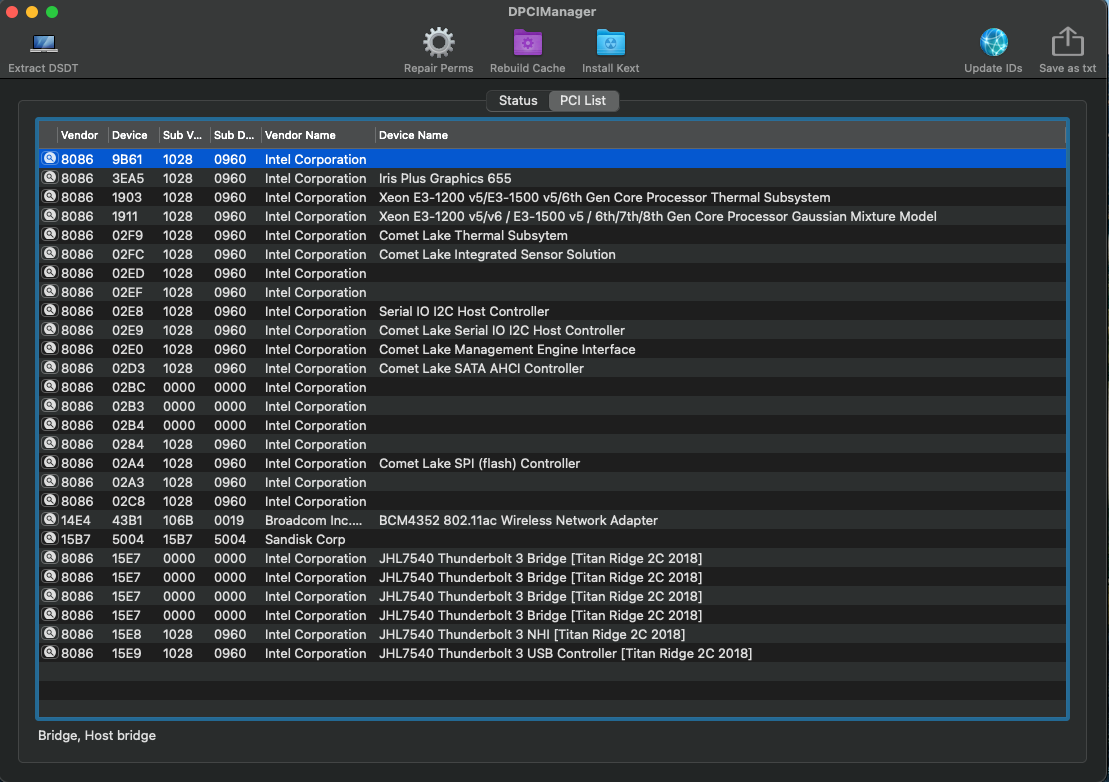 DPCIManager
Extract DSDT
Repair Perms
Rebuild Cache
Install Kext
Update IDs
Save as txt
Status
PCI List
Vendor Device Sub V... Sub D... Vendor Name Device Name
8086 9B61 1028 0960 Intel Corporation
8086 3EA5 1028 0960 Intel Corporation Iris Plus Graphics 655
8086 1903 1028 0960 Intel Corporation Xeon E3-1200 v5/E3-1500 v5/6th Gen Core Processor Thermal Subsystem
8086 1911 1028 0960 Intel Corporation Xeon E3-1200 v5/v6 / E3-1500 v5 / 6th/7th/8th Gen Core Processor Gaussian Mixture Model
8086 02F9 1028 0960 Intel Corporation Comet Lake Thermal Subsytem
8086 02FC 1028 0960 Intel Corporation Comet Lake Integrated Sensor Solution
8086 02ED 1028 0960 Intel Corporation
8086 02EF 1028 0960 Intel Corporation
8086 02E8 1028 0960 Intel Corporation Serial IO I2C Host Controller
8086 02E9 1028 0960 Intel Corporation Comet Lake Serial IO I2C Host Controller
8086 02E0 1028 0960 Intel Corporation Comet Lake Management Engine Interface
8086 02D3 1028 0960 Intel Corporation Comet Lake SATA AHCI Controller
8086 02BC 0000 0000 Intel Corporation
8086 02B3 0000 0000 Intel Corporation
8086 02B4 0000 0000 Intel Corporation
8086 0284 1028 0960 Intel Corporation
8086 02A4 1028 0960 Intel Corporation Comet Lake SPI (flash) Controller
8086 02A3 1028 0960 Intel Corporation
8086 02C8 1028 0960 Intel Corporation
14E4 43B1 106B 0019 Broadcom Inc.... BCM4352 802.11ac Wireless Network Adapter
15B7 5004 15B7 5004 Sandisk Corp
8086 15E7 0000 0000 Intel Corporation JHL7540 Thunderbolt 3 Bridge [Titan Ridge 2C 2018]
8086 15E7 0000 0000 Intel Corporation JHL7540 Thunderbolt 3 Bridge [Titan Ridge 2C 2018]
8086 15E7 0000 0000 Intel Corporation JHL7540 Thunderbolt 3 Bridge [Titan Ridge 2C 2018]
8086 15E7 0000 0000 Intel Corporation JHL7540 Thunderbolt 3 Bridge [Titan Ridge 2C 2018]
8086 15E8 1028 0960 Intel Corporation JHL7540 Thunderbolt 3 NHI [Titan Ridge 2C 2018]
8086 15E9 1028 0960 Intel Corporation JHL7540 Thunderbolt 3 USB Controller [Titan Ridge 2C 2018]
Bridge, Host bridge